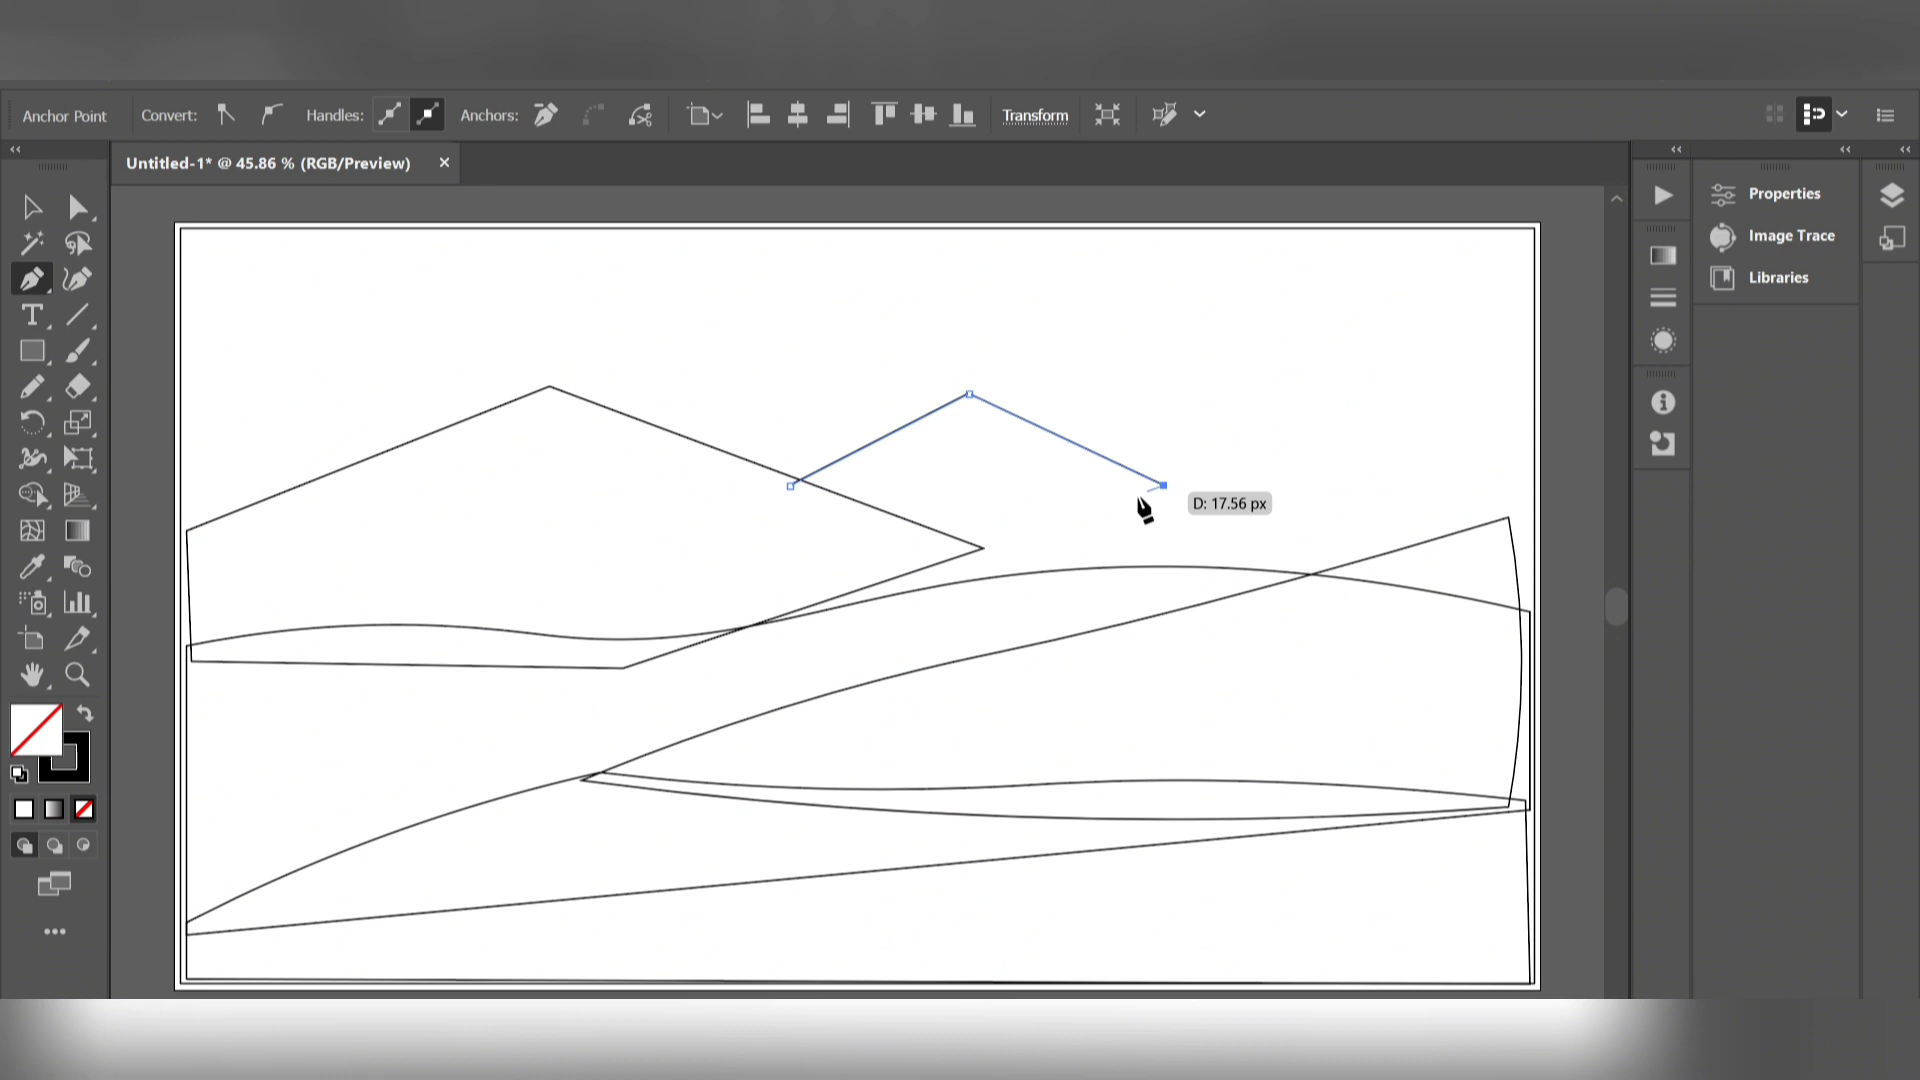 Anchor Point
Convert:
Handles:
Anchors:
Transform
Untitled-1* @ 45.86 % (RGB/Preview)
Properties
Image Trace
Libraries
D: 17.56 px